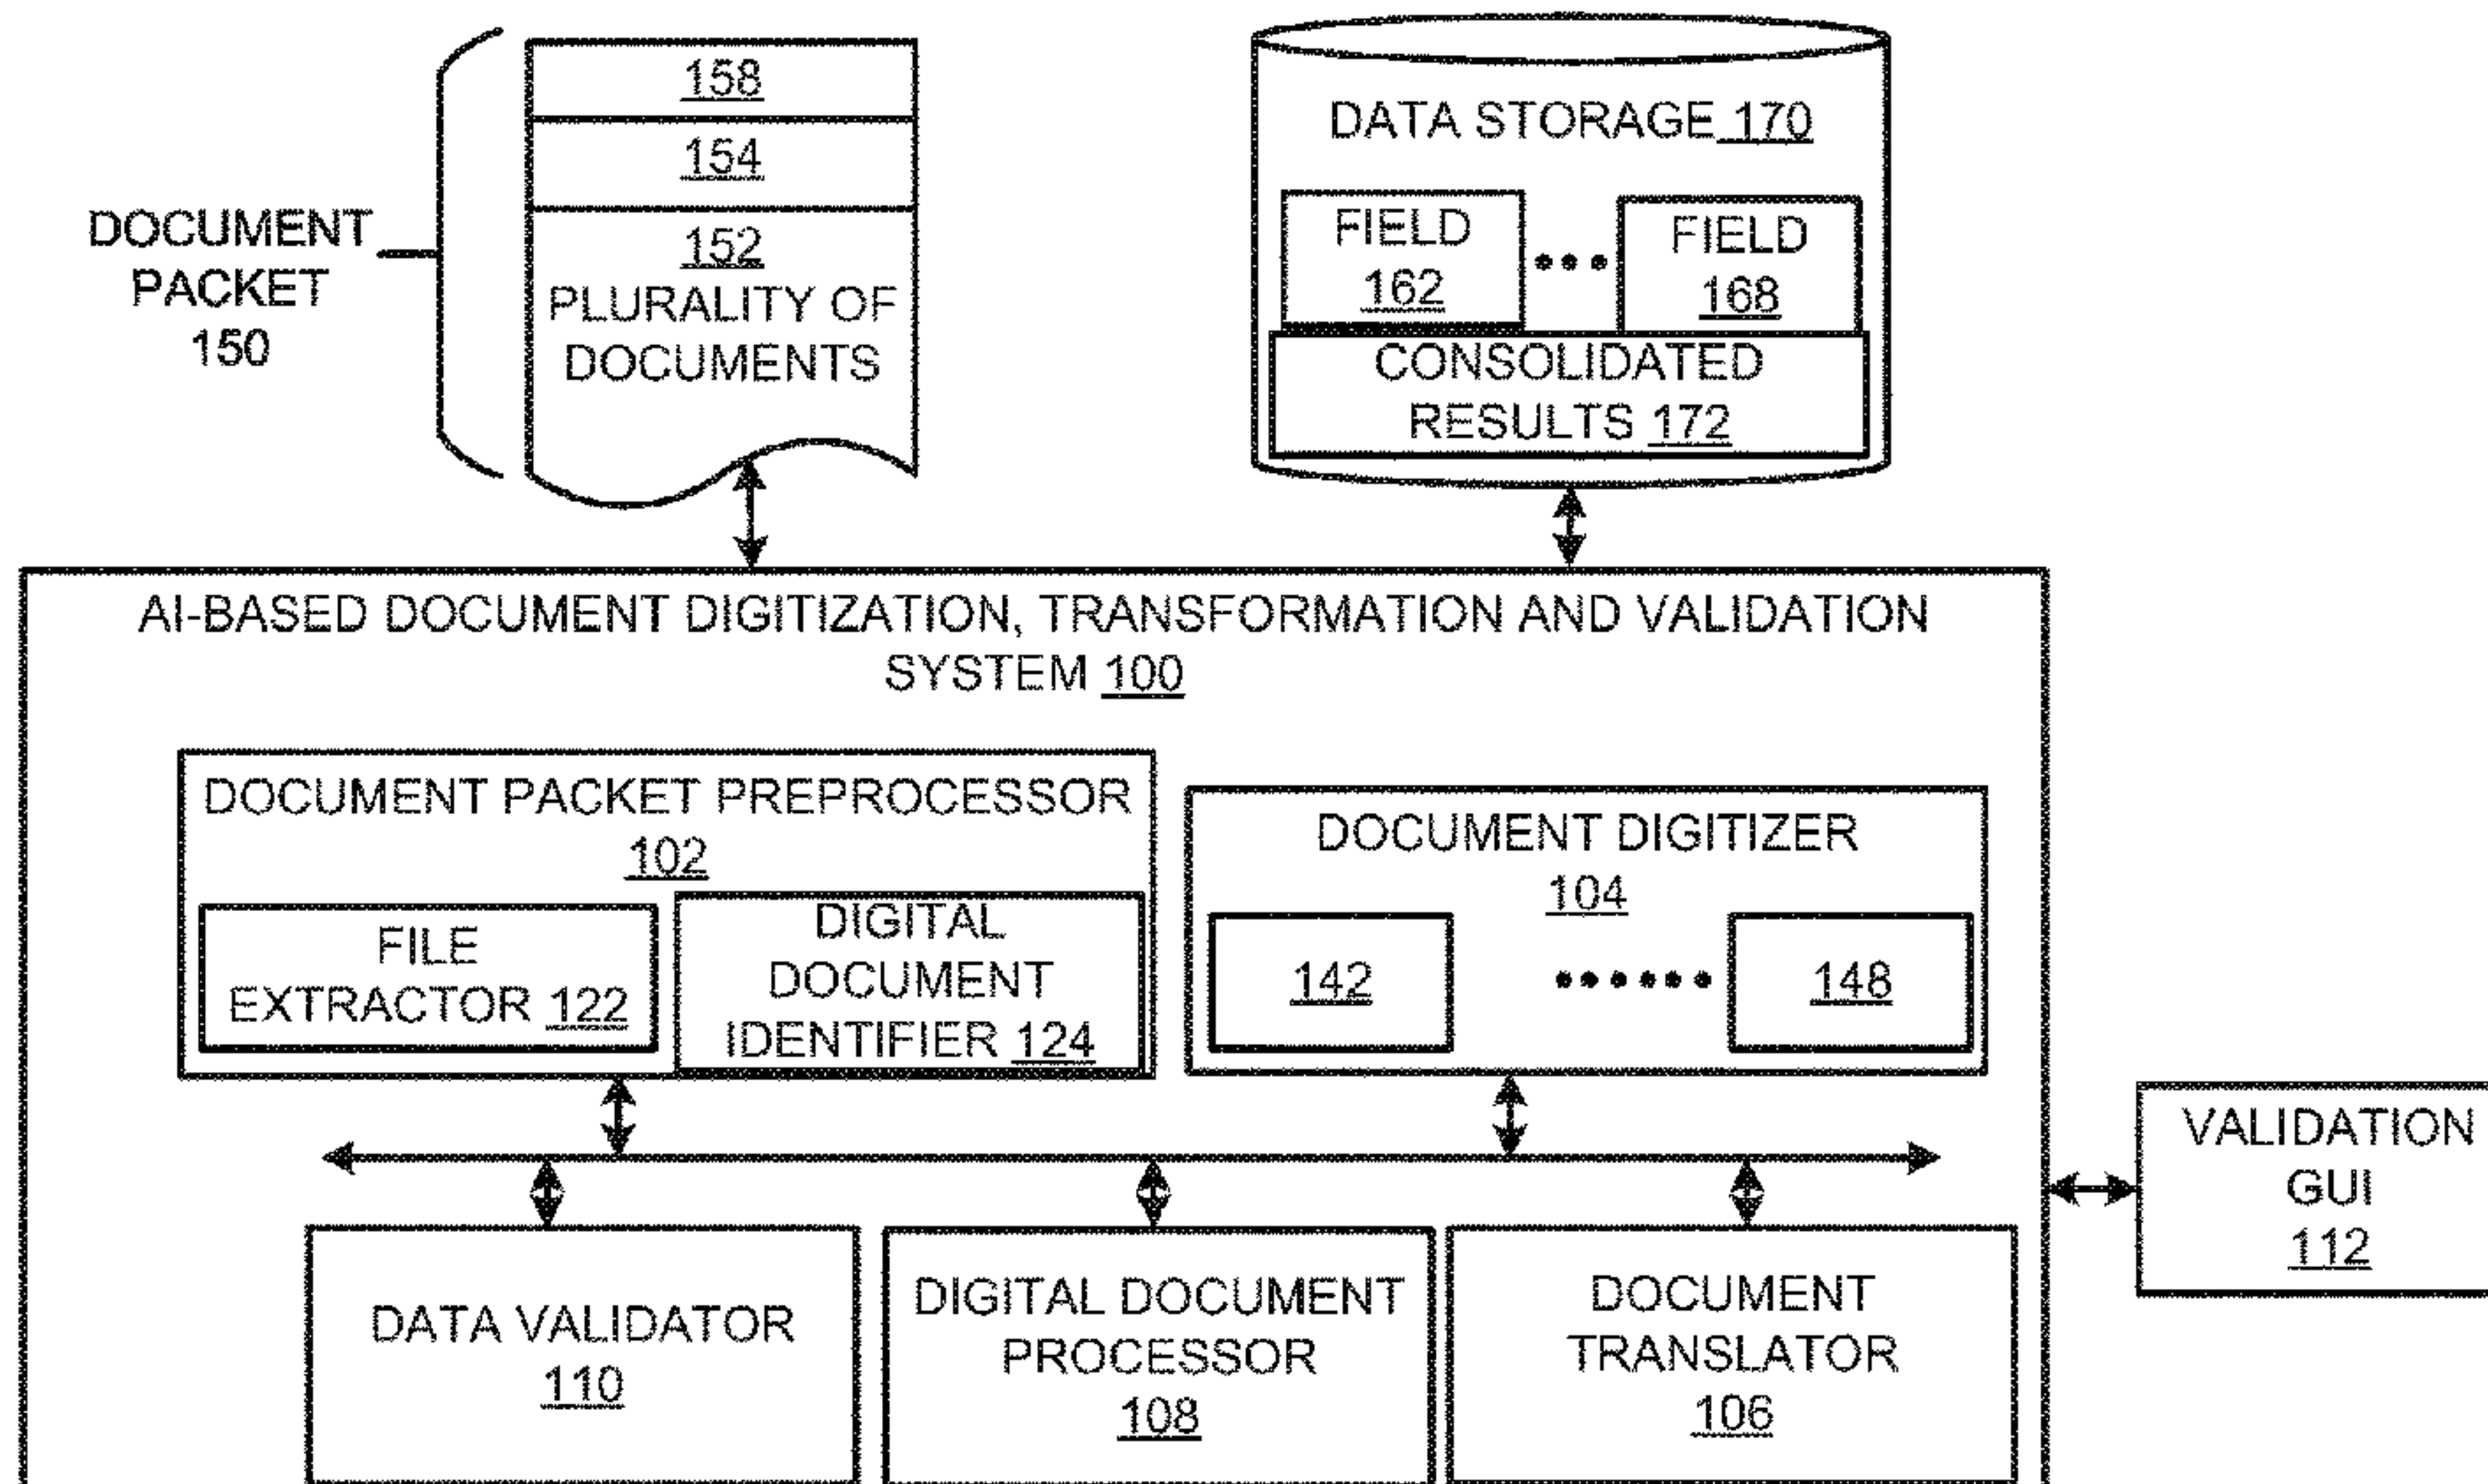 DOCUMENT
PACKET
150
158
154
152
PLURALITY OF
DOCUMENTS
DATA STORAGE 170
FIELD
162
FIELD
168
CONSOLIDATED
RESULTS 172
AI-BASED DOCUMENT DIGITIZATION, TRANSFORMATION AND VALIDATION
SYSTEM 100
DOCUMENT PACKET PREPROCESSOR
102
FILE
EXTRACTOR 122
DIGITAL
DOCUMENT
IDENTIFIER 124
DOCUMENT DIGITIZER
104
142
148
VALIDATION
GUI
112
DATA VALIDATOR
110
DIGITAL DOCUMENT
PROCESSOR
108
DOCUMENT
TRANSLATOR
106